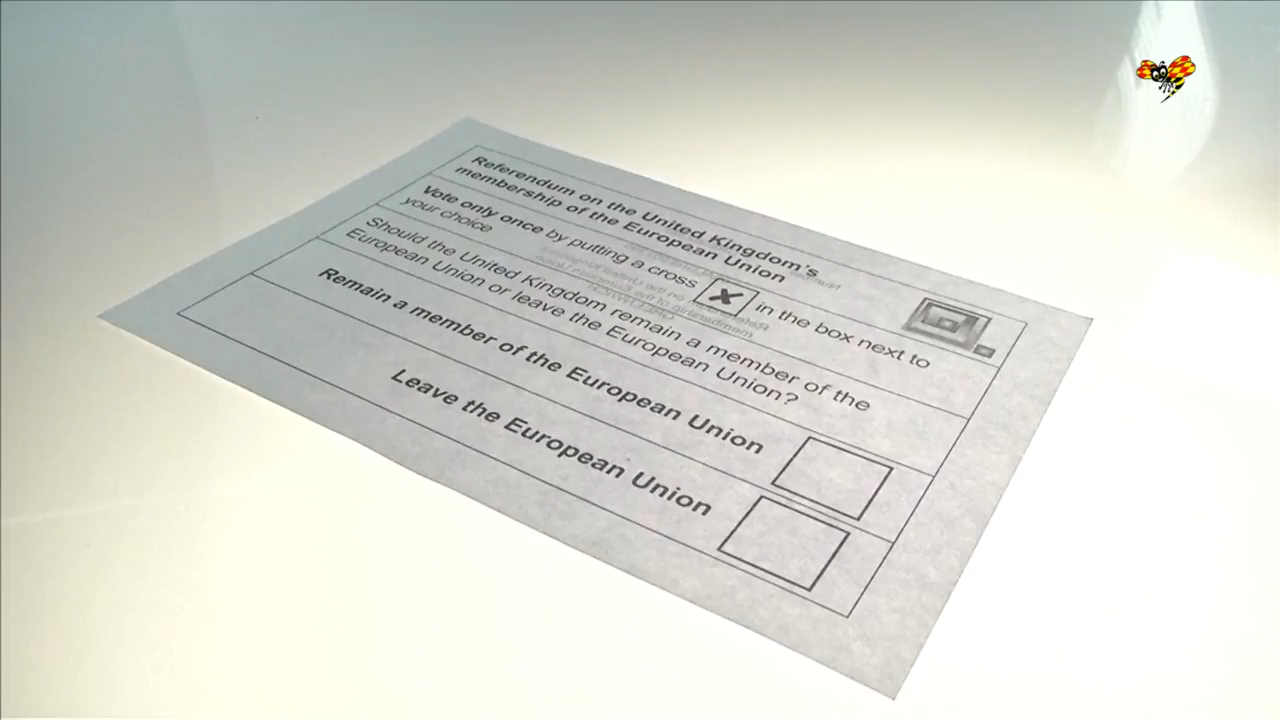 Referendum on the United Kingdom's
membership of the European Union
Vote only once by putting a cross X in the box next to
your choice
Should the United Kingdom remain a member of the
European Union or leave the European Union?
Remain a member of the European Union
Leave the European Union